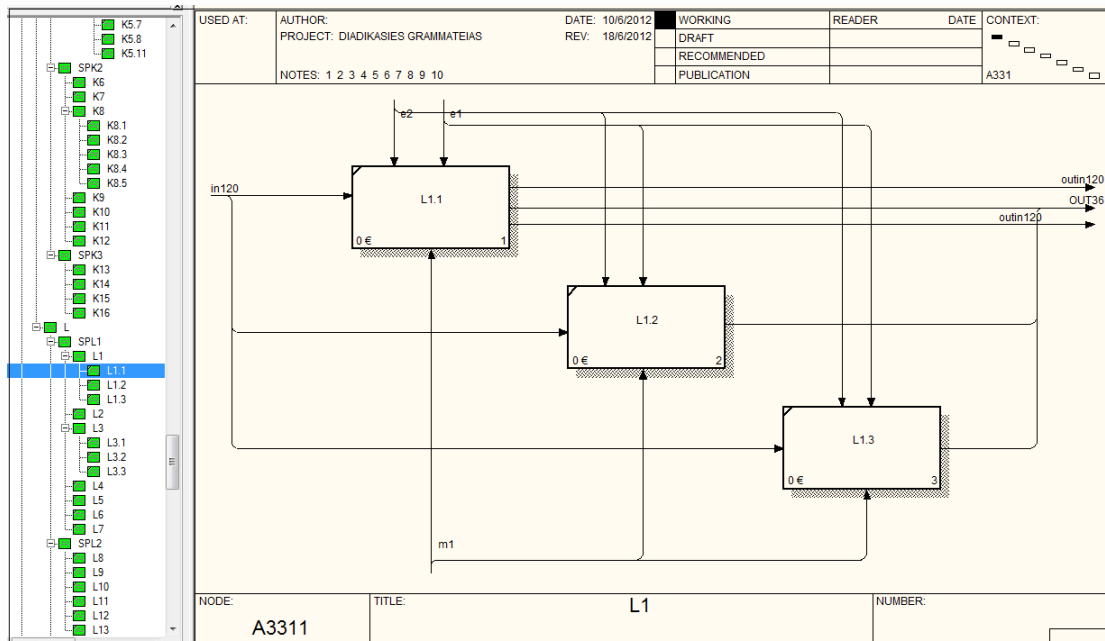 K5.7
K5.8
K5.11
SPK2
K6
K7
K8
K8.1
K8.2
K8.3
K8.4
K8.5
K9
K10
K11
K12
SPK3
K13
K14
K15
K16
L
SPL1
L1
L1.1
L1.2
L1.3
L2
L3
L3.1
L3.2
L3.3
L4
L5
L6
L7
SPL2
L8
L9
L10
L11
L12
L13
USED AT:
AUTHOR:
DATE: 10/6/2012
PROJECT: DIADIKASIES GRAMMATEIAS
REV: 18/6/2012
NOTES: 1 2 3 4 5 6 7 8 9 10
WORKING
DRAFT
RECOMMENDED
PUBLICATION
READER DATE
CONTEXT:
A331
e2
e1
in120
L1.1
0 €
1
outin120
OUT36
outin120
L1.2
0 €
2
L1.3
0 €
3
m1
NODE:
A3311
TITLE:
L1
NUMBER: